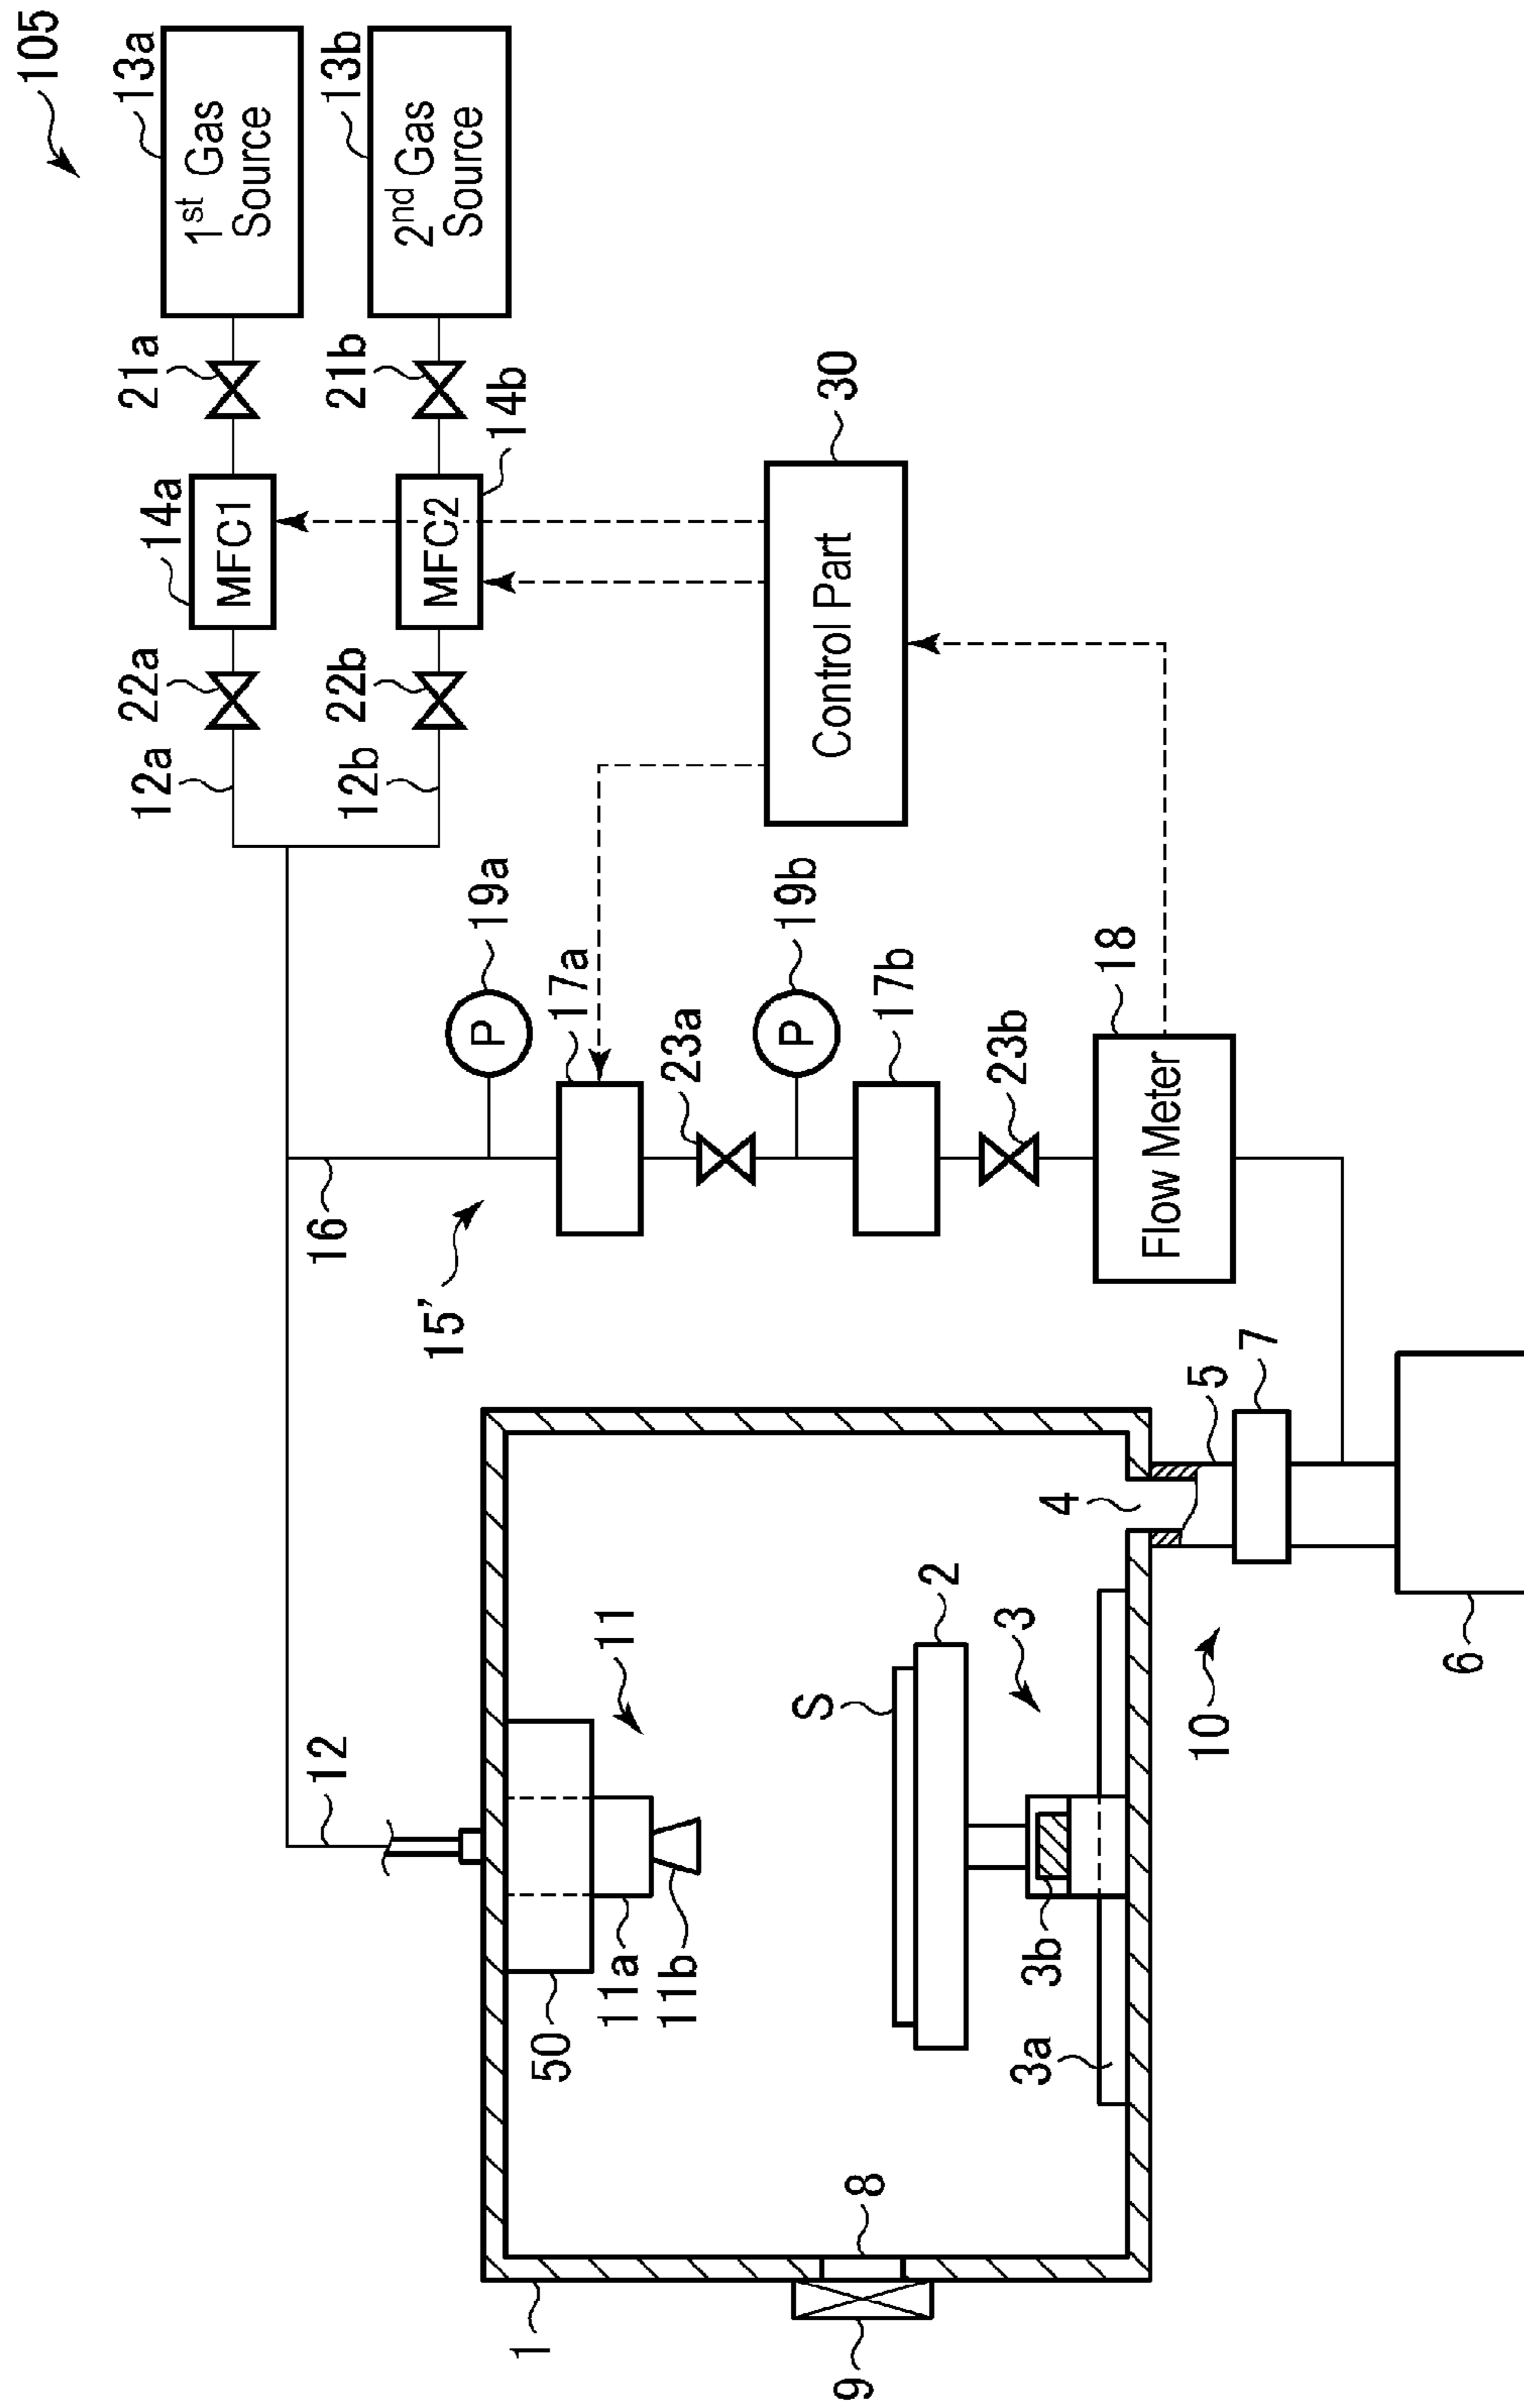 105
13a
1st Gas
Source
13b
2nd Gas
Source
21a
21b
14a
MFC1
14b
MFC2
22a
22b
12a
12b
30
Control Part
19a
P
17a
23a
19b
P
17b
23b
18
Flow Meter
16
15’
12
11
50
11a
11b
S
2
3
3b
3a
4
5
7
10
6
8
9
1